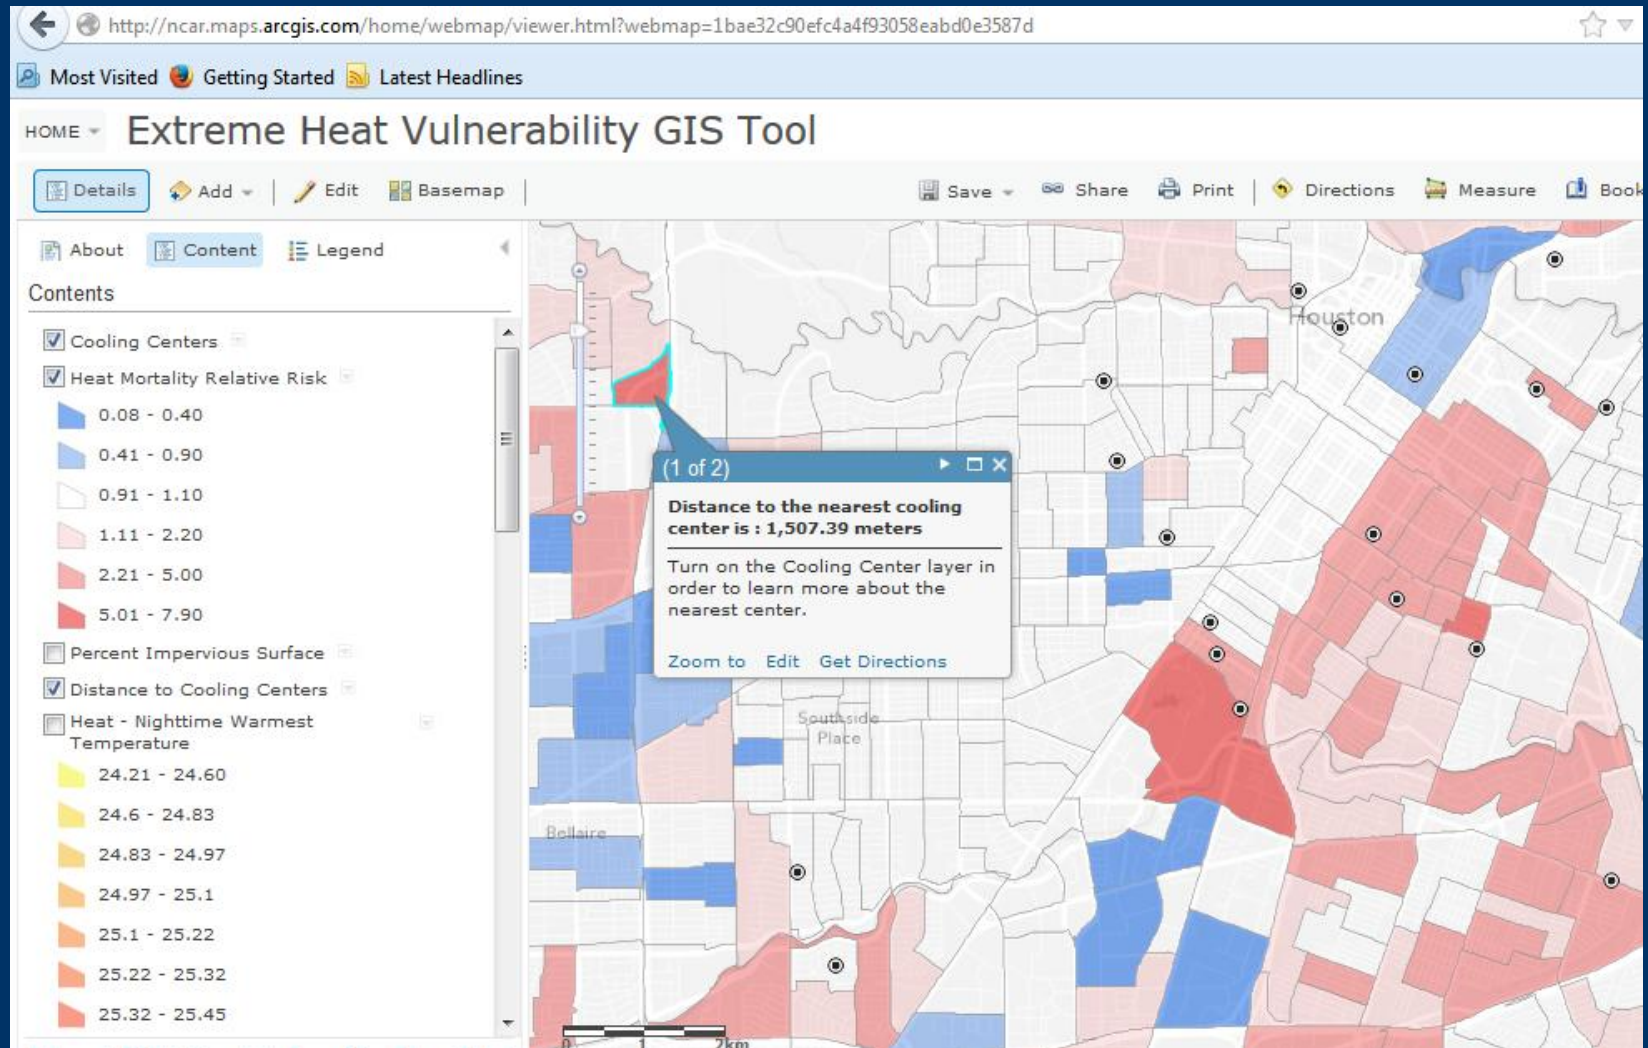 http://ncar.maps.arcgis.com/home/webmap/viewer.html?webmap=1bae32c90efc4a4f93058eabd0e3587d
Most Visited Getting Started Latest Headlines
HOME Extreme Heat Vulnerability GIS Tool
Details Add Edit Basemap Save Share Print Directions Measure Book
About Content Legend
Contents
Cooling Centers
Heat Mortality Relative Risk
0.08 - 0.40
0.41 - 0.90
0.91 - 1.10
1.11 - 2.20
2.21 - 5.00
5.01 - 7.90
Percent Impervious Surface
Distance to Cooling Centers
Heat - Nighttime Warmest
Temperature
24.21 - 24.60
24.6 - 24.83
24.83 - 24.97
24.97 - 25.1
25.1 - 25.22
25.22 - 25.32
25.32 - 25.45
Houston
(1 of 2)
Distance to the nearest cooling
center is : 1,507.39 meters
Turn on the Cooling Center layer in
order to learn more about the
nearest center.
Zoom to Edit Get Directions
Southside
Place
Bellaire
0 1 2km